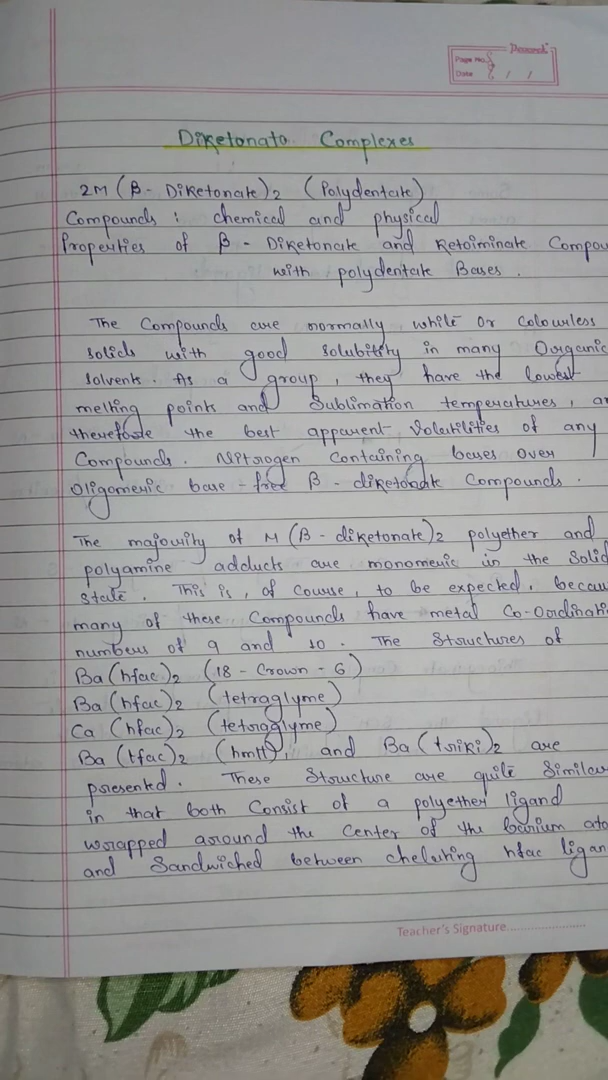 Page No.
Date / /
Diketonato Complexes
2M (β - Diketonate)2 (Polydentate)
Compounds : chemical and physical
Properties of β - Diketonate and Ketoiminate Compou
with polydentate Bases .
The Compounds are normally while or Colourless
solids with good solubility in many Organic
solvents. As a group, they have the lowest
melting points and Sublimation temperatures, an
therefore the best apparent Volatilities of any
Compounds. Nitrogen Containing bases over
Oligomeric base - free β - diketonate Compounds .
The majority of M (β - diketonate)2 polyether and
polyamine adducts are monomeric in the Solid
State . This is , of Course , to be expected , becau
many of these Compounds have metal Co-Ordinati
numbers of 9 and 10 . The Structures of
Ba (hfac)2 (18 - Crown - 6)
Ba (hfac)2 (tetraglyme)
Ca (hfac)2 (tetraglyme)
Ba (tfac)2 (hmtt), and Ba (triki)2 are
presented . These Structure are quite Similar
in that both Consist of a polyether ligand
wrapped around the Center of the barium ato
and Sandwiched between chelating hfac ligan
Teacher's Signature